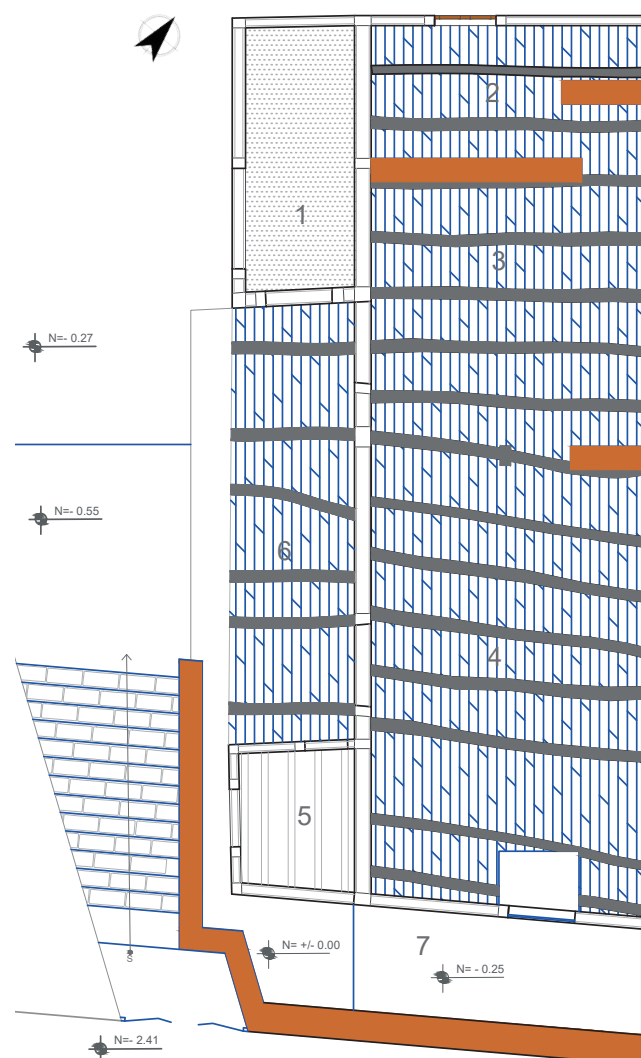 2
1
3
N=- 0.27
N=- 0.55
6
4
5
7
N= +/- 0.00
N=- 0.25
S
N=- 2.41